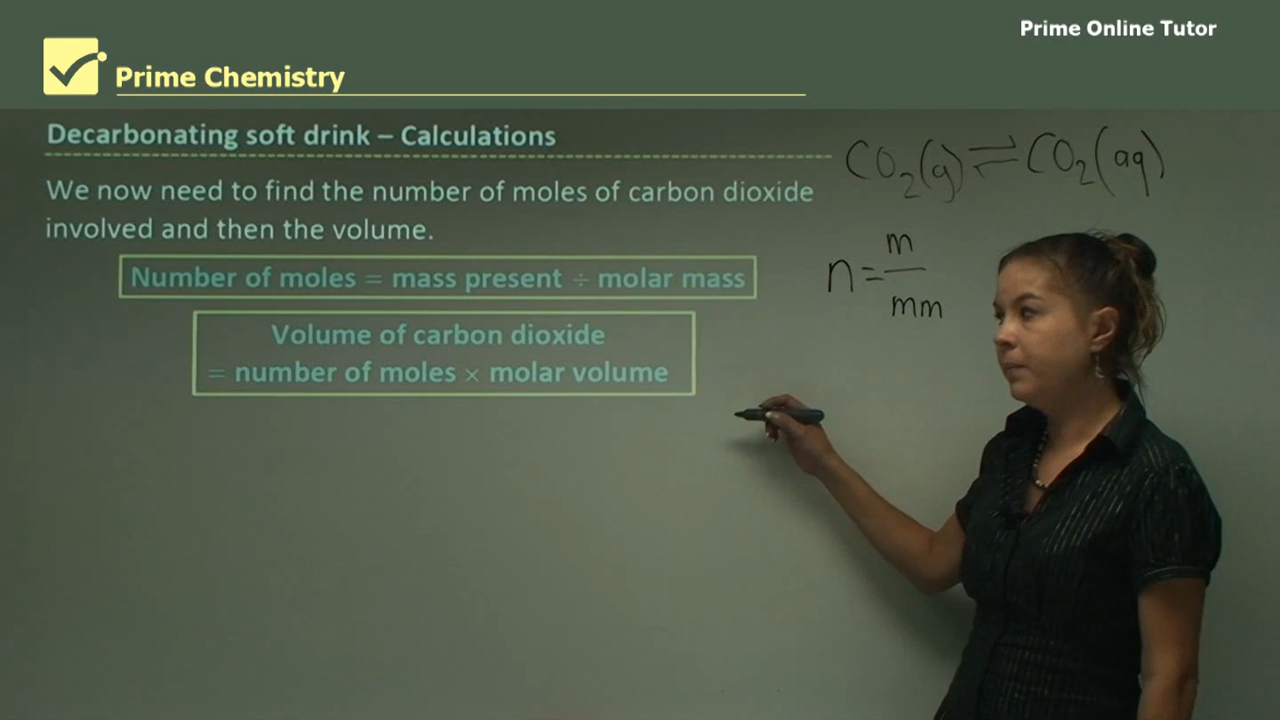 Prime Online Tutor
Prime Chemistry
Decarbonating soft drink – Calculations
CO₂(g) ⇌ CO₂(aq)
We now need to find the number of moles of carbon dioxide
involved and then the volume.
Number of moles = mass present ÷ molar mass
n = m
mm
Volume of carbon dioxide
= number of moles × molar volume